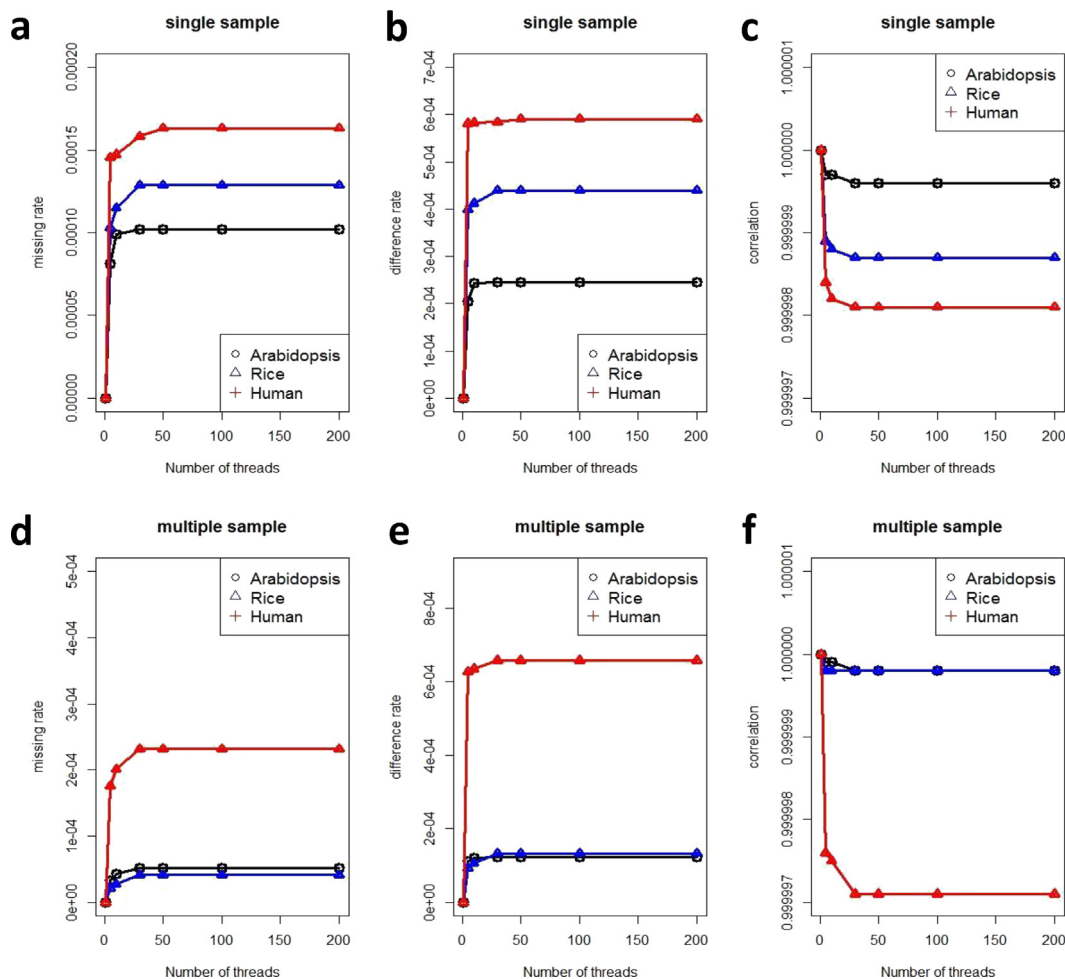 a
single sample
0.00020
0.00015
0.00010
0.00005
0.00000
missing rate
Arabidopsis
Rice
Human
0 50 100 150 200
Number of threads
b
single sample
7e-04
6e-04
5e-04
4e-04
3e-04
2e-04
1e-04
0e+00
difference rate
Arabidopsis
Rice
Human
0 50 100 150 200
Number of threads
c
single sample
1.000001
1.000000
0.999999
0.999998
0.999997
correlation
Arabidopsis
Rice
Human
0 50 100 150 200
Number of threads
d
multiple sample
5e-04
4e-04
3e-04
2e-04
1e-04
0e+00
missing rate
Arabidopsis
Rice
Human
0 50 100 150 200
Number of threads
e
multiple sample
8e-04
6e-04
4e-04
2e-04
0e+00
difference rate
Arabidopsis
Rice
Human
0 50 100 150 200
Number of threads
f
multiple sample
1.000001
1.000000
0.999999
0.999998
0.999997
correlation
Arabidopsis
Rice
Human
0 50 100 150 200
Number of threads